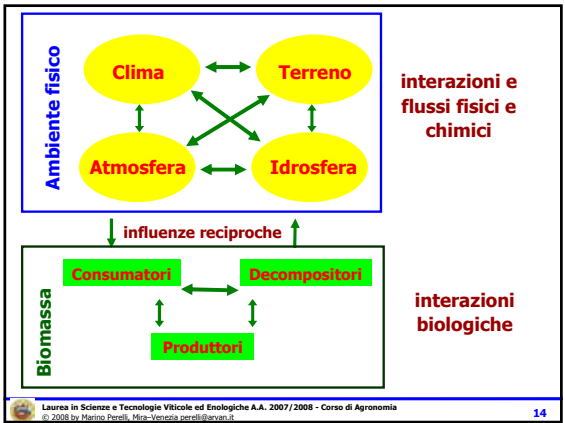 Ambiente fisico
Clima
Terreno
Atmosfera
Idrosfera
interazioni e
flussi fisici e
chimici
influenze reciproche
Biomassa
Consumatori
Decompositori
Produttori
interazioni
biologiche
Laurea in Scienze e Tecnologie Viticole ed Enologiche A.A. 2007/2008 - Corso di Agronomia
© 2008 by Marino Perelli, Mira–Venezia perelli@arvan.it
14